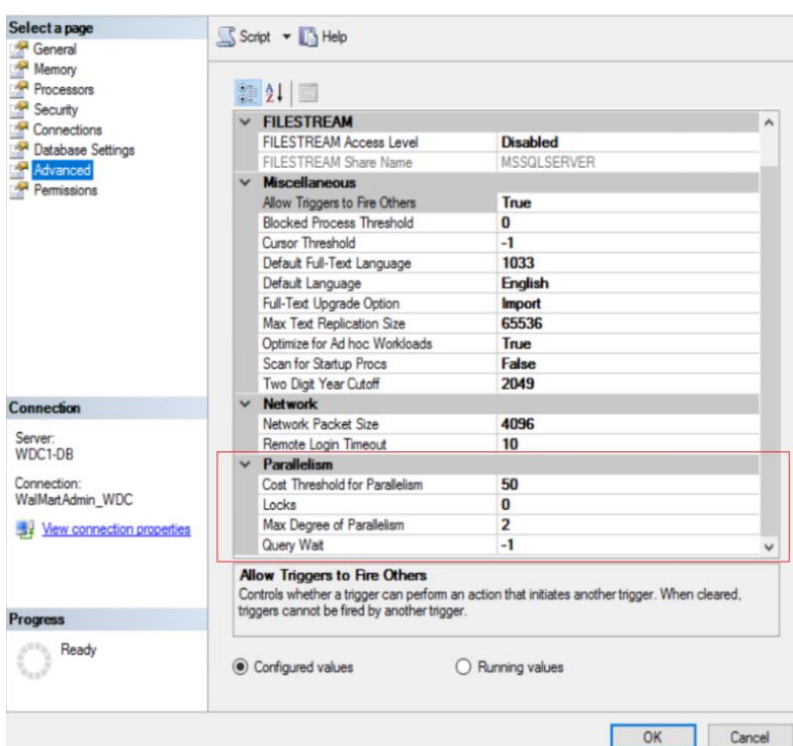 Select a page
General
Memory
Processors
Security
Connections
Database Settings
Advanced
Permissions
Connection
Server:
WDC1-DB
Connection:
WalMartAdmin_WDC
View connection properties
Progress
Ready
Script Help
FILESTREAM
FILESTREAM Access Level Disabled
FILESTREAM Share Name MSSQLSERVER
Miscellaneous
Allow Triggers to Fire Others True
Blocked Process Threshold 0
Cursor Threshold -1
Default Full-Text Language 1033
Default Language English
Full-Text Upgrade Option Import
Max Text Replication Size 65536
Optimize for Ad hoc Workloads True
Scan for Startup Procs False
Two Digit Year Cutoff 2049
Network
Network Packet Size 4096
Remote Login Timeout 10
Parallelism
Cost Threshold for Parallelism 50
Locks 0
Max Degree of Parallelism 2
Query Wait -1
Allow Triggers to Fire Others
Controls whether a trigger can perform an action that initiates another trigger. When cleared,
triggers cannot be fired by another trigger.
Configured values Running values
OK Cancel